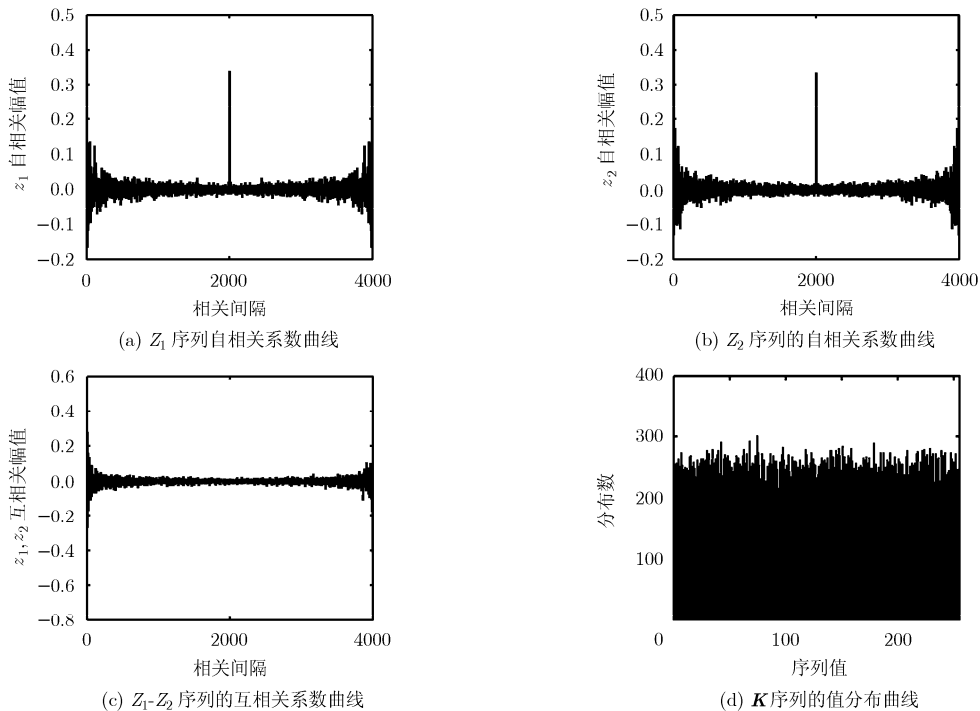 0.5
0.4
0.3
0.2
0.1
0.0
−0.1
−0.2
z₁ 自相关幅值
0 2000 4000
相关间隔
(a) Z₁ 序列自相关系数曲线
0.5
0.4
0.3
0.2
0.1
0.0
−0.1
−0.2
z₂ 自相关幅值
0 2000 4000
相关间隔
(b) Z₂ 序列的自相关系数曲线
0.6
0.4
0.2
0.0
−0.2
−0.4
−0.6
−0.8
z₁,z₂ 互相关幅值
0 2000 4000
相关间隔
(c) Z₁-Z₂ 序列的互相关系数曲线
400
300
200
100
分布数
0 100 200
序列值
(d) K序列的值分布曲线